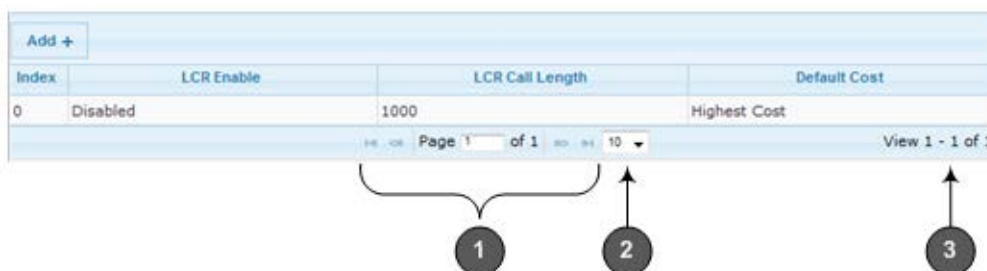 Add +
Index LCR Enable LCR Call Length Default Cost
0 Disabled 1000 Highest Cost
Page 1 of 1 10 View 1 - 1 of 1
1 2 3